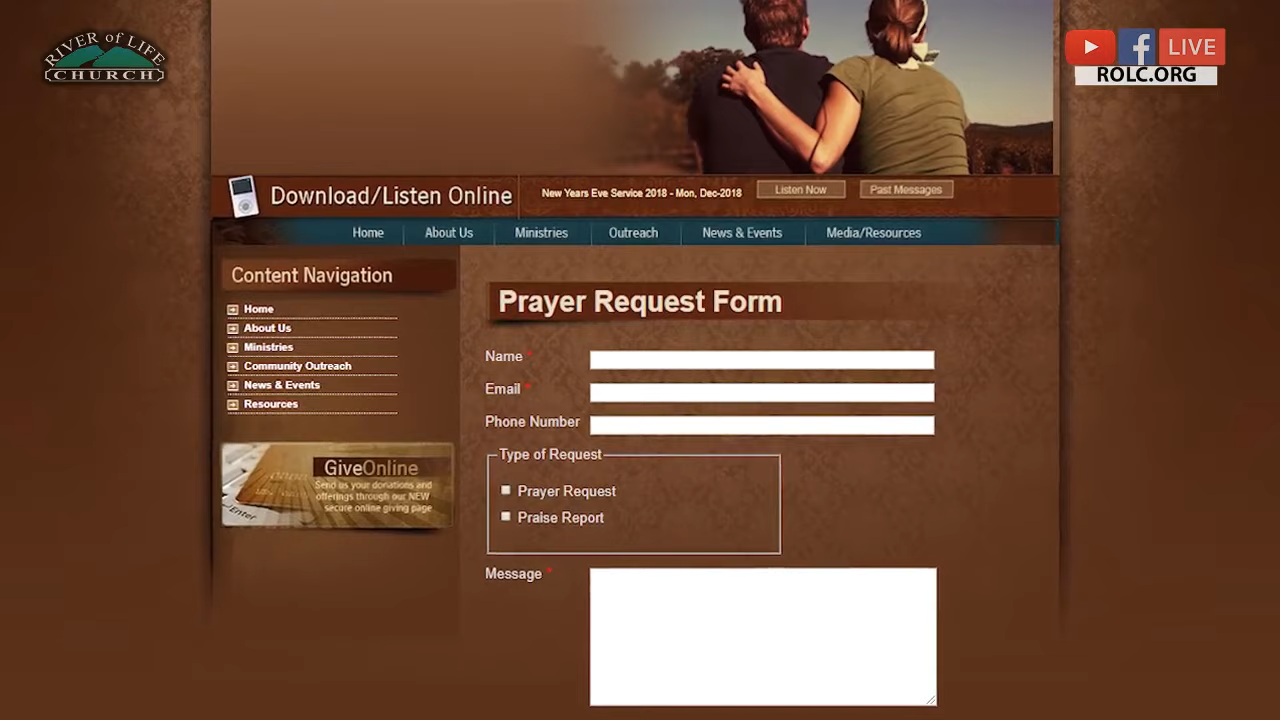 RIVER of LIFE
CHURCH
LIVE
ROLC.ORG
Download/Listen Online
New Years Eve Service 2018 - Mon, Dec-2018
Listen Now
Past Messages
Home
About Us
Ministries
Outreach
News & Events
Media/Resources
Content Navigation
Home
About Us
Ministries
Community Outreach
News & Events
Resources
GiveOnline
Send us your donations and
offerings through our NEW
secure online giving page
Enter
Prayer Request Form
Name *
Email *
Phone Number
Type of Request
Prayer Request
Praise Report
Message *